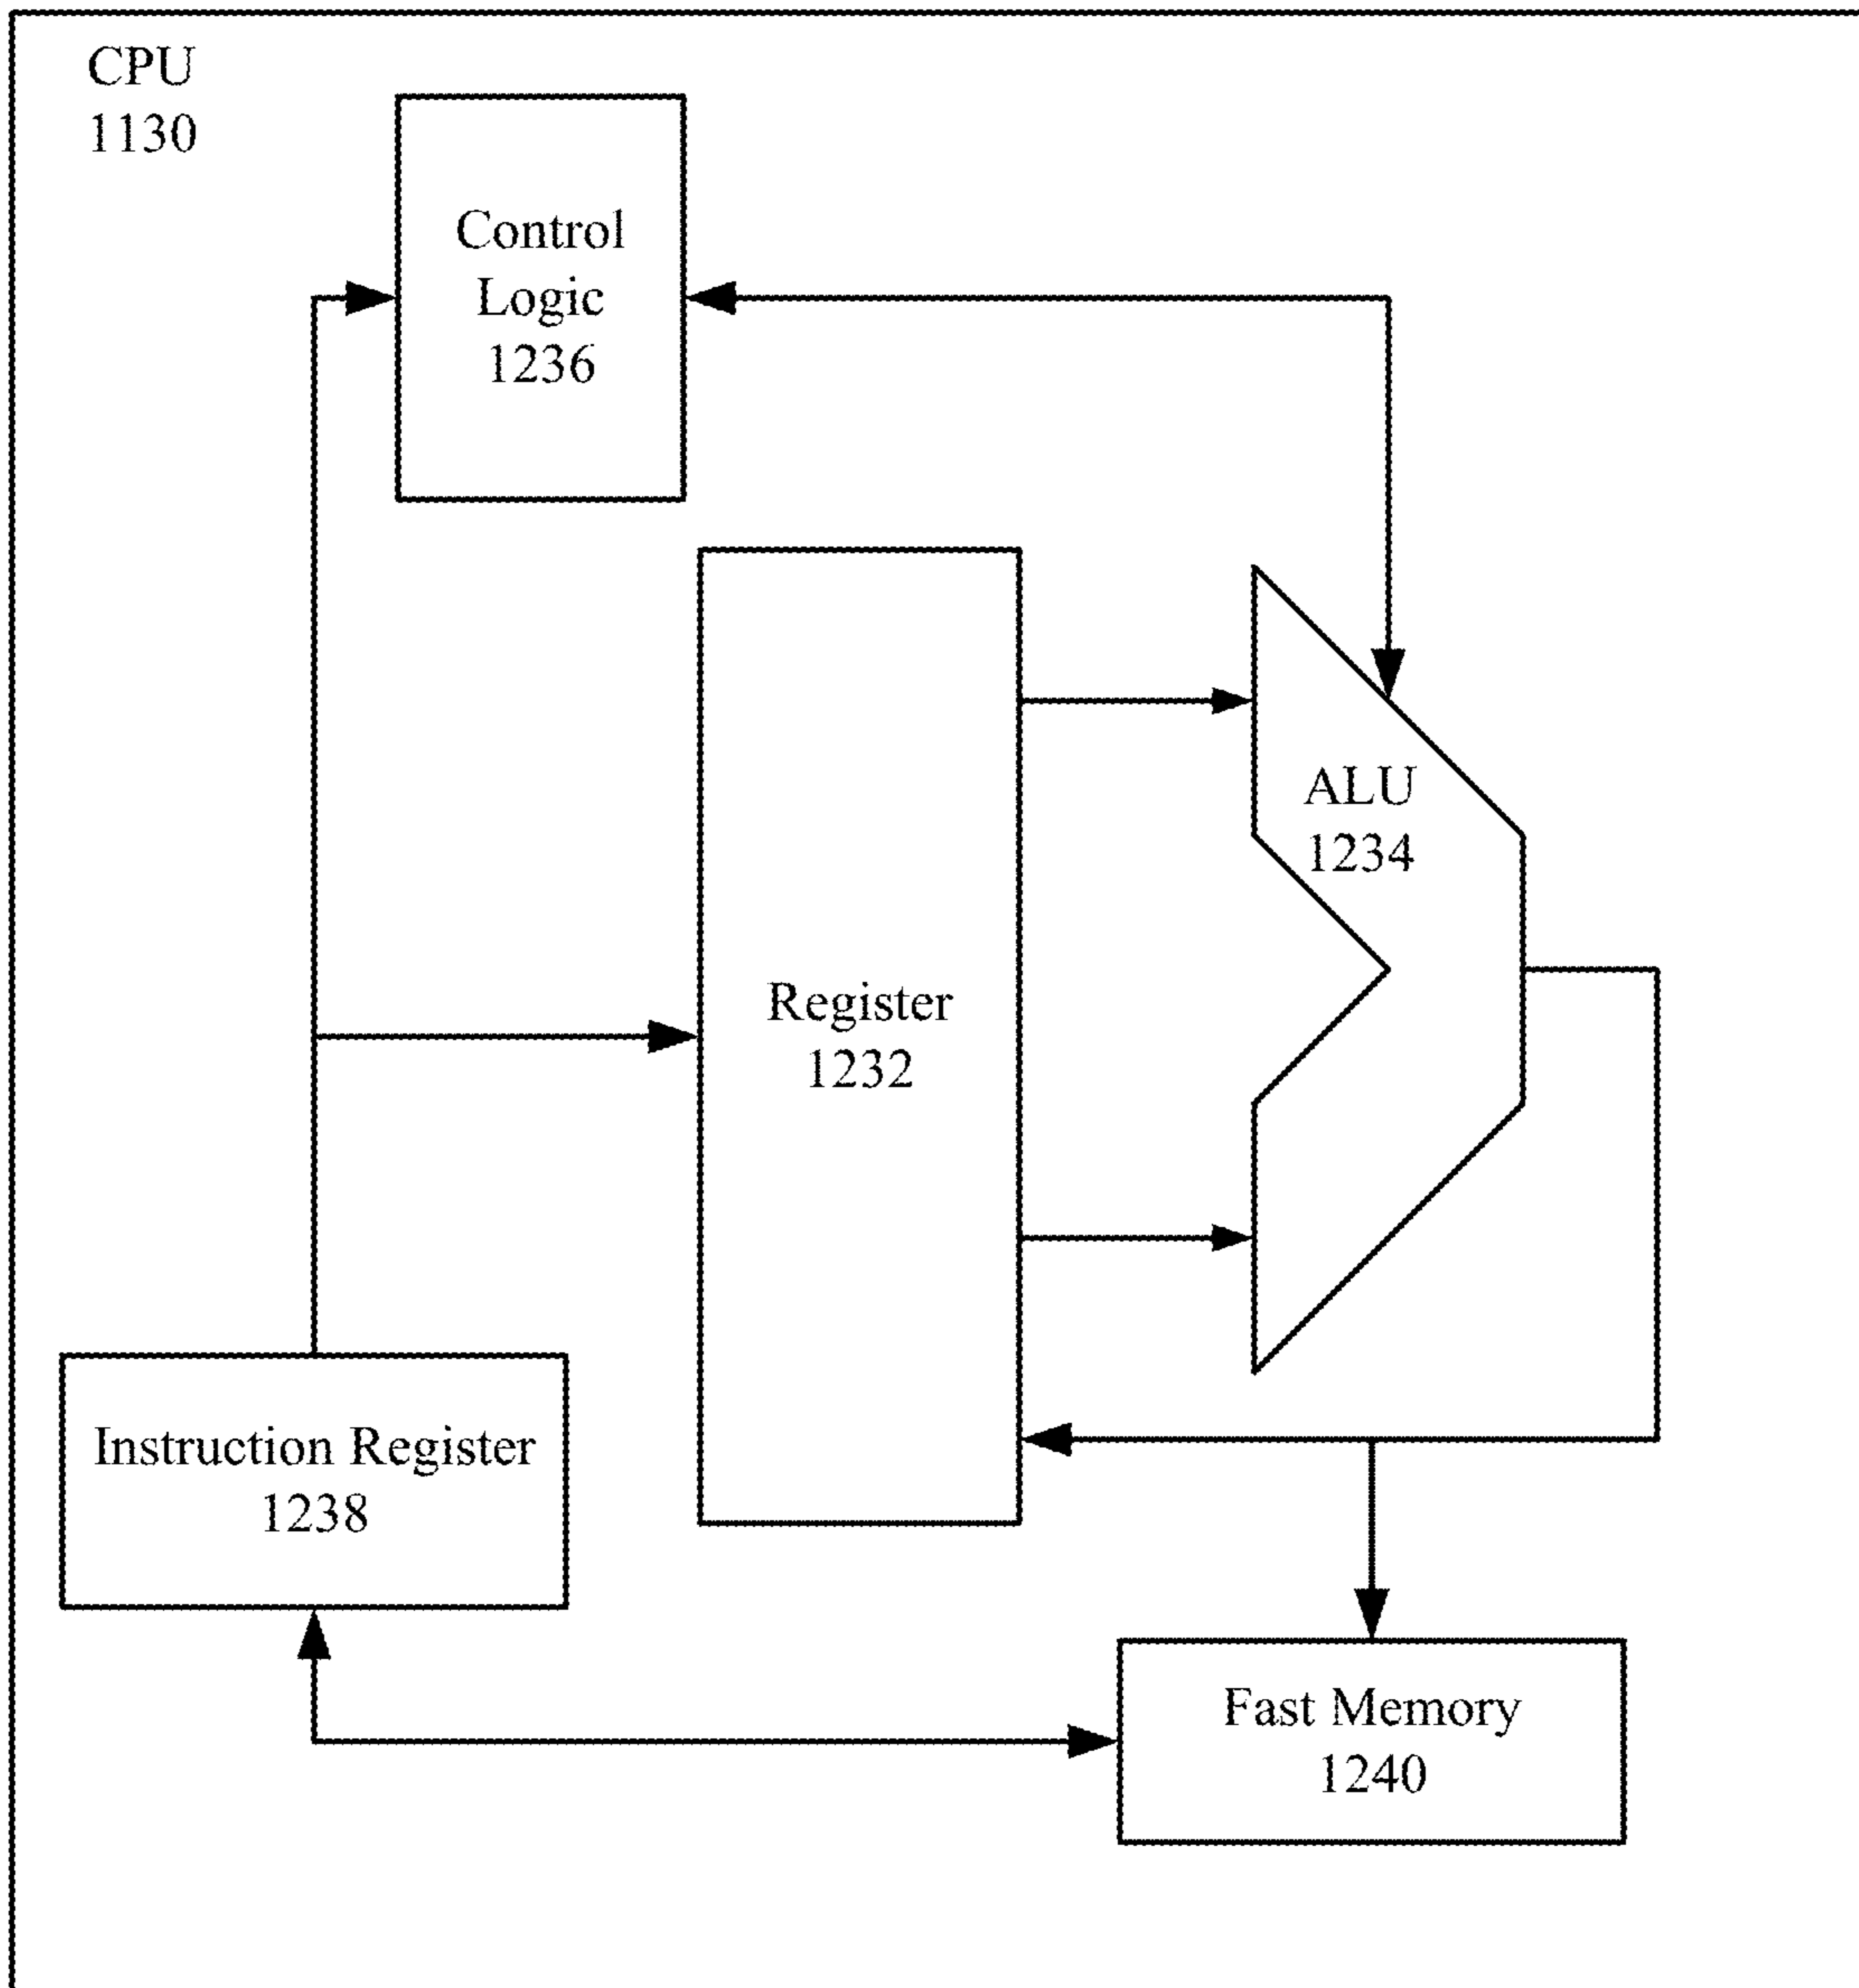 CPU
1130
Control
Logic
1236
ALU
1234
Register
1232
Instruction Register
1238
Fast Memory
1240